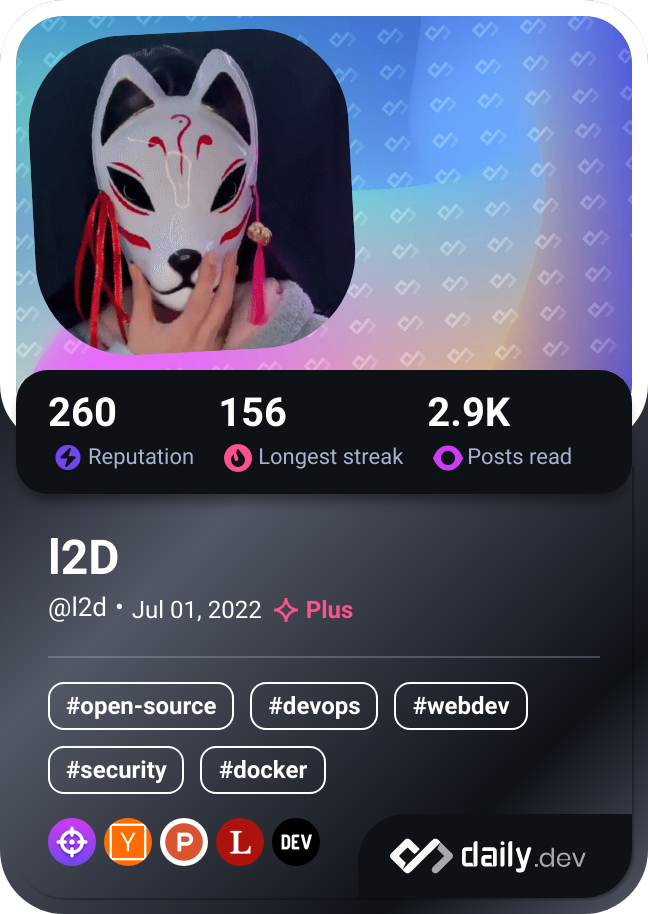 260 156 2.9K
Reputation Longest streak Posts read
l2D
@l2d • Jul 01, 2022 Plus
#open-source #devops #webdev
#security #docker
Y P L DEV
daily.dev